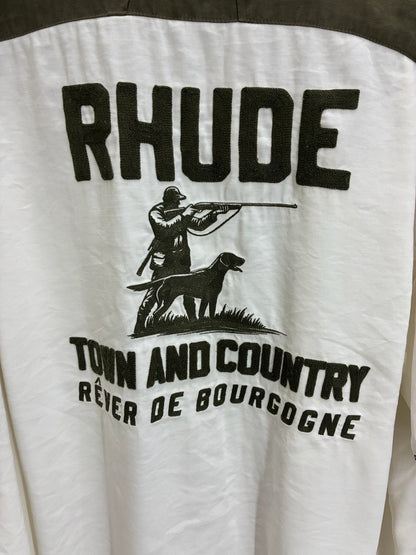 RHUDE
TOWN AND COUNTRY
RÊVER DE BOURGOGNE